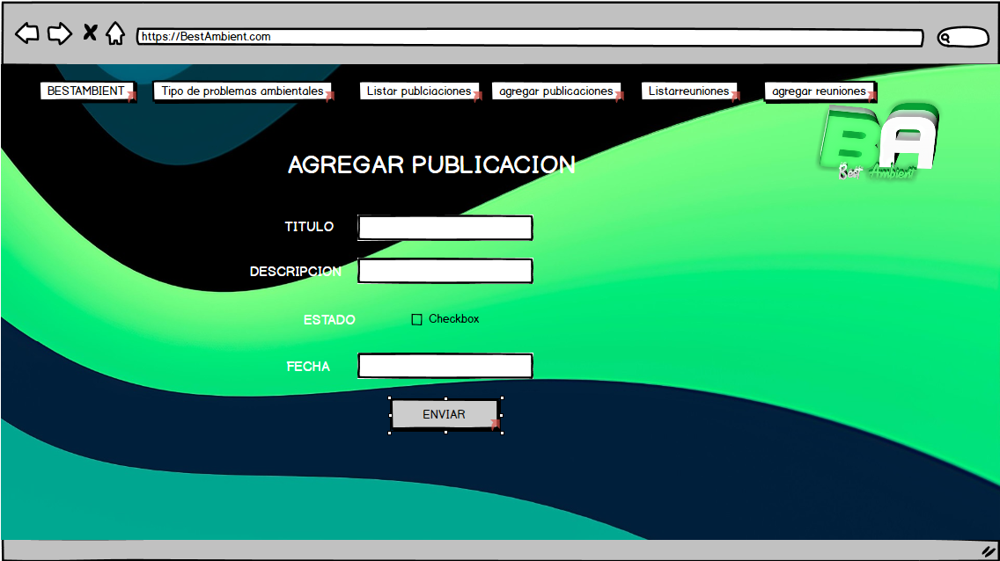 https://BestAmbient.com
BESTAMBIENT
Tipo de problemas ambientales
Listar publciaciones
agregar publicaciones
Listarreuniones
agregar reuniones
BA
Best Ambient
AGREGAR PUBLICACION
TITULO
DESCRIPCION
ESTADO
Checkbox
FECHA
ENVIAR